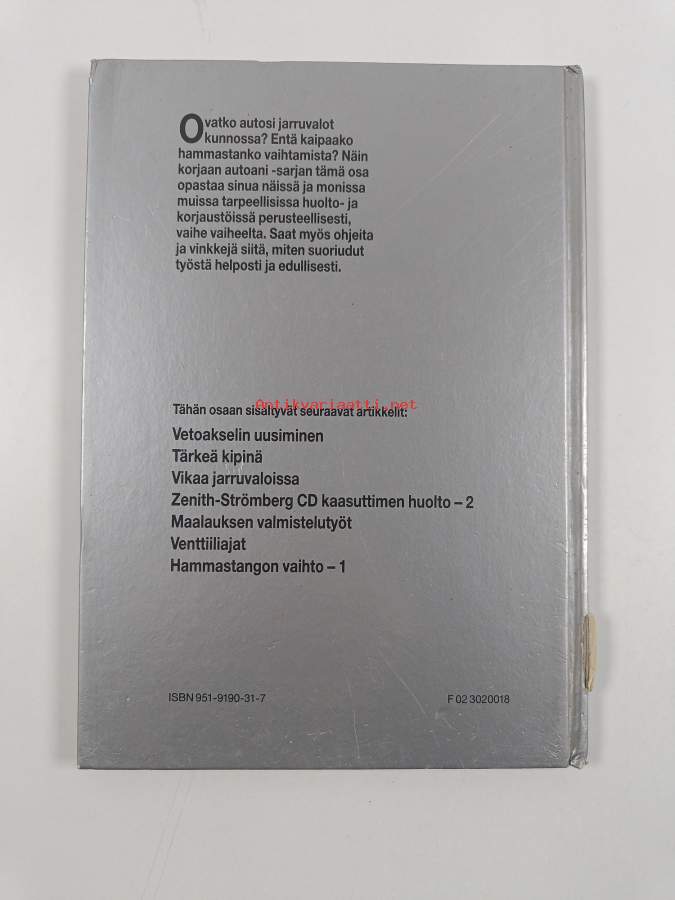 Ovatko autosi jarruvalot
kunnossa? Entä kaipaako
hammastanko vaihtamista? Näin
korjaan autoani -sarjan tämä osa
opastaa sinua näissä ja monissa
muissa tarpeellisissa huolto- ja
korjaustöissä perusteellisesti,
vaihe vaiheelta. Saat myös ohjeita
ja vinkkejä siitä, miten suoriudut
työstä helposti ja edullisesti.
Antikvariaatti.net
Tähän osaan sisältyvät seuraavat artikkelit:
Vetoakselin uusiminen
Tärkeä kipinä
Vikaa jarruvaloissa
Zenith-Strömberg CD kaasuttimen huolto – 2
Maalauksen valmistelutyöt
Venttiiliajat
Hammastangon vaihto – 1
ISBN 951-9190-31-7 F 02 3020018